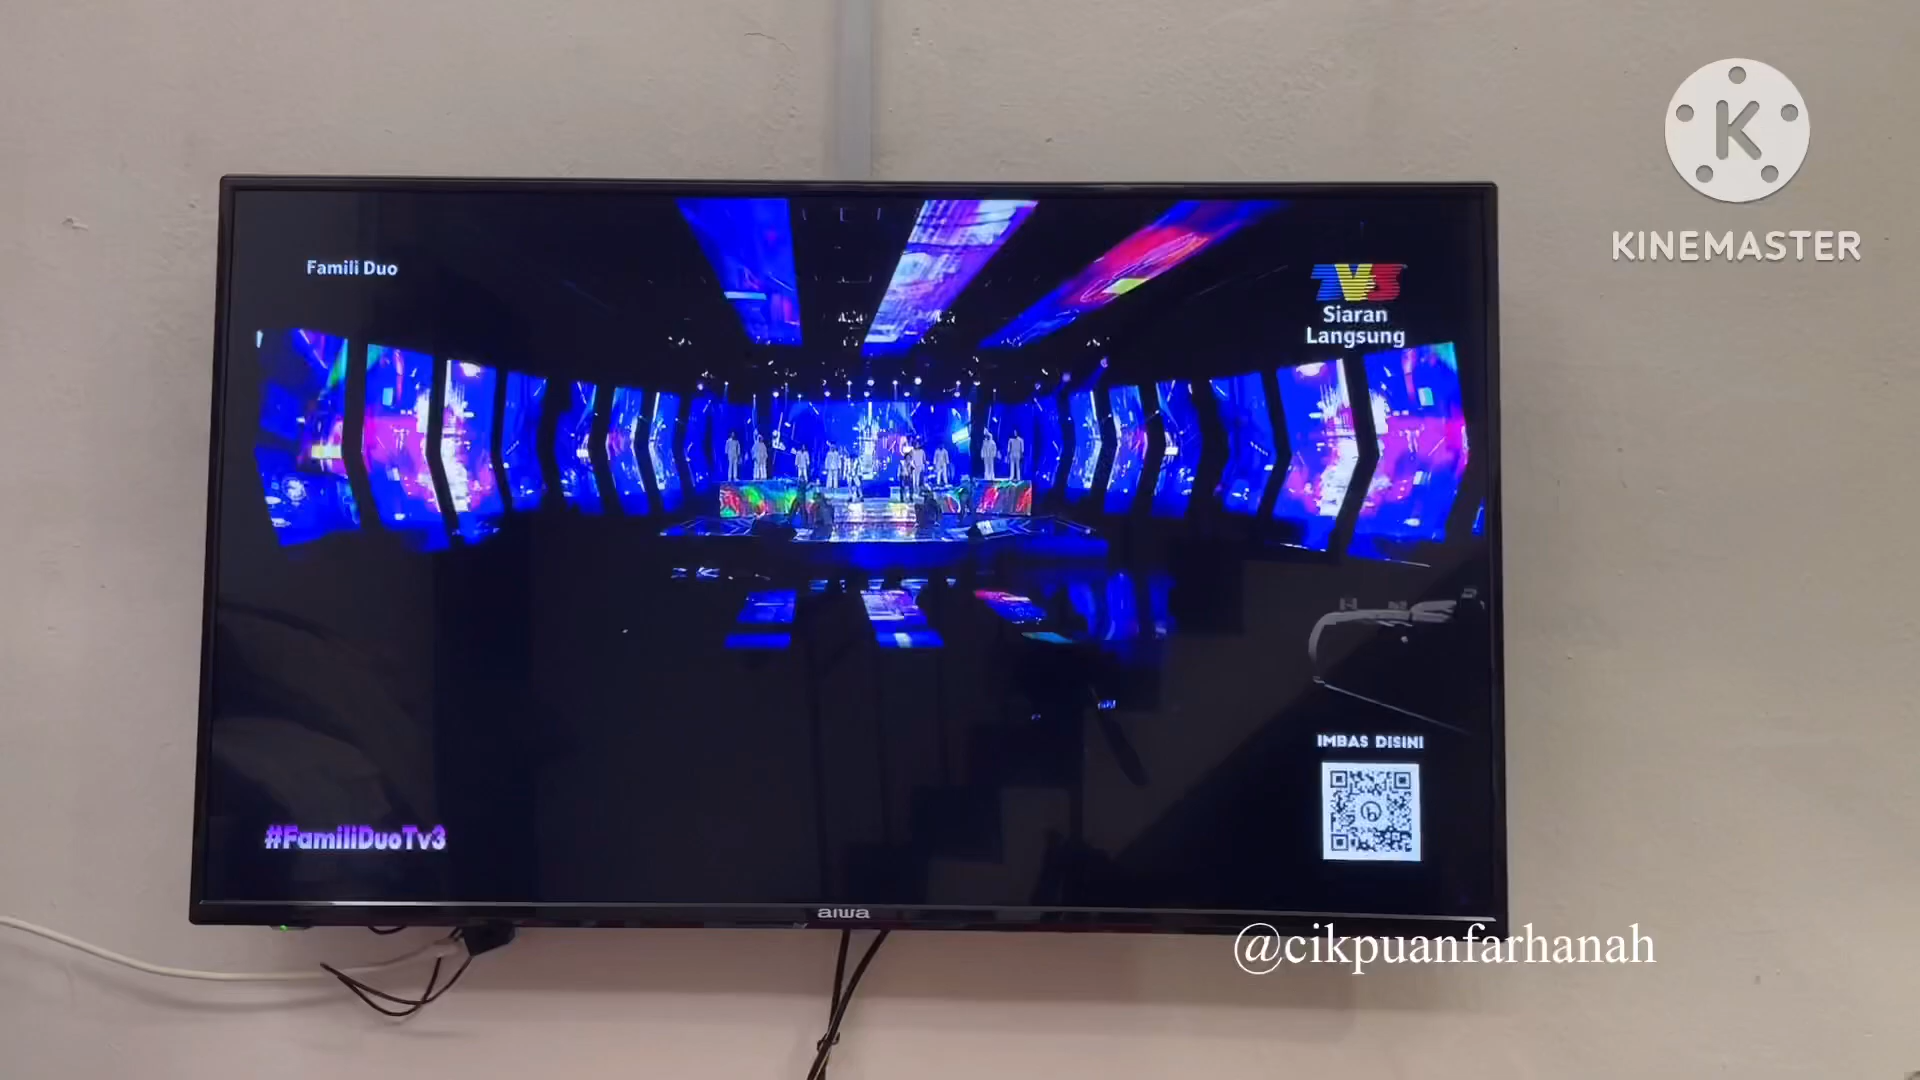 K
KINEMASTER
Famili Duo
TV3
Siaran
Langsung
IMBAS DISINI
#FamiliDuoTv3
aiwa
@cikpuanfarhanah